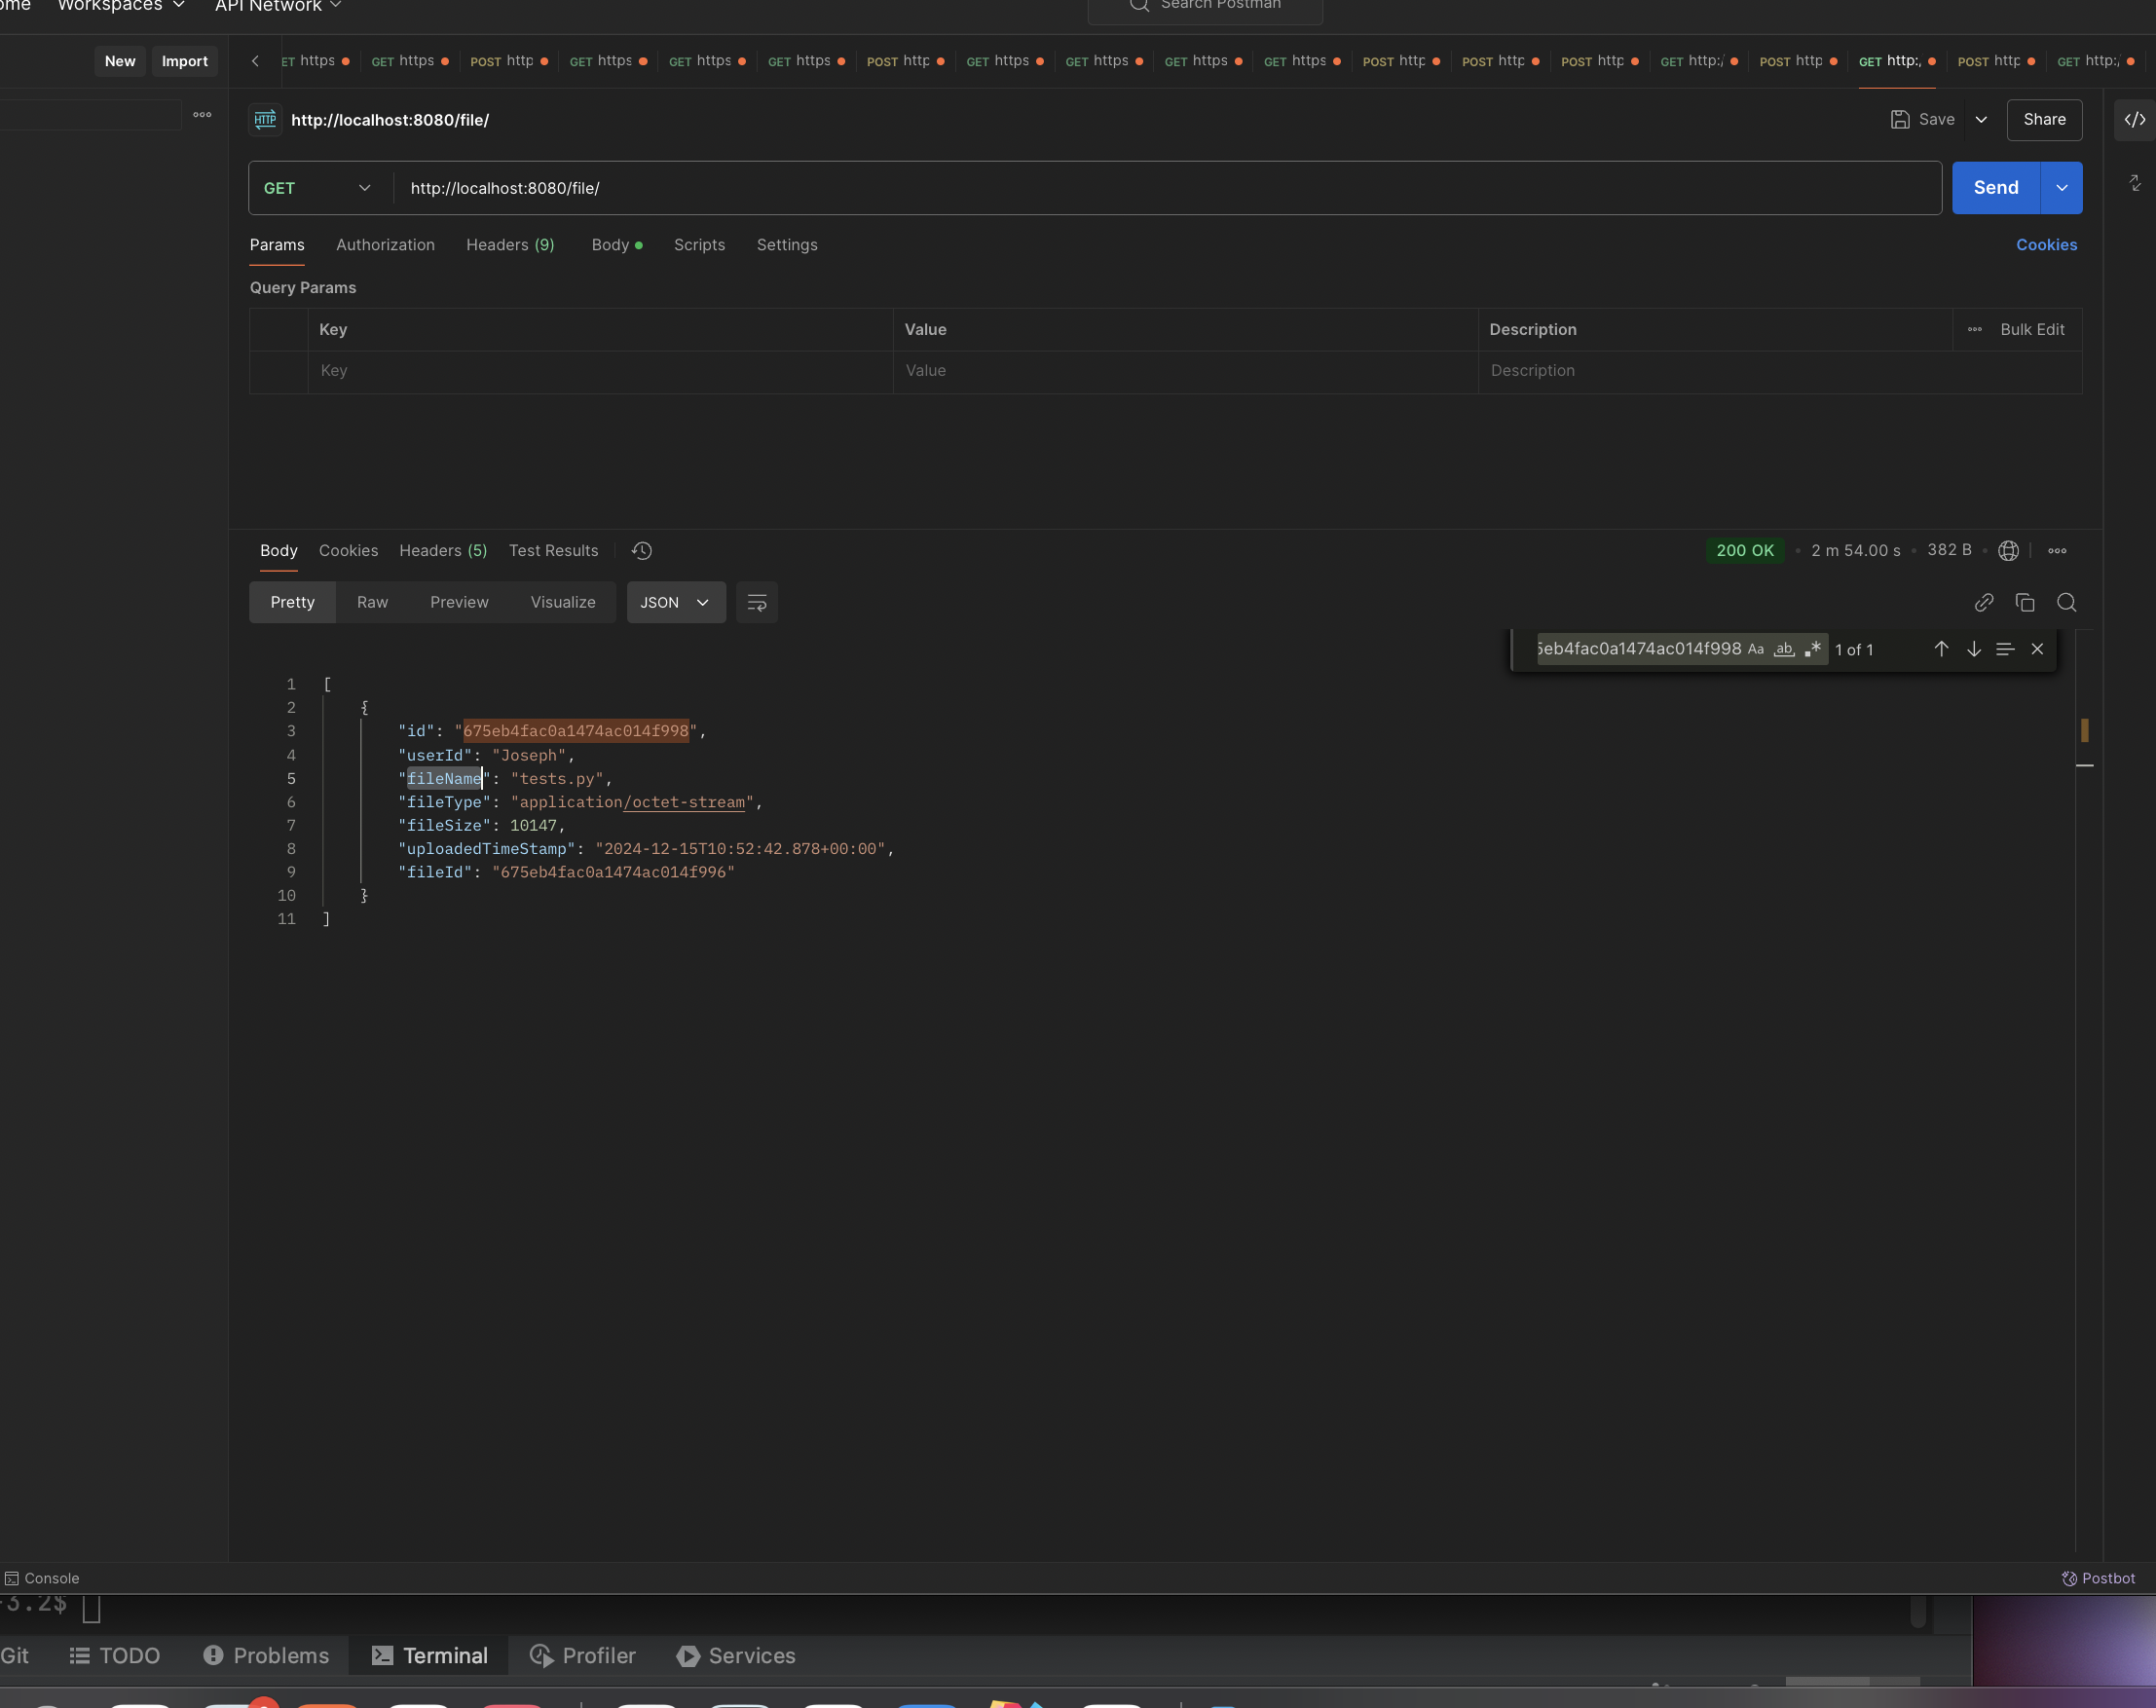 Workspaces API Network Search Postman
New Import
ET https GET https POST http GET https GET https GET https POST http GET https GET https GET https GET https POST http POST http POST http GET http:/ POST http GET http:, POST http GET http:/
HTTP http://localhost:8080/file/ Save Share </>
GET http://localhost:8080/file/ Send
Params Authorization Headers (9) Body Scripts Settings Cookies
Query Params
Key Value Description Bulk Edit
Key Value Description
Body Cookies Headers (5) Test Results 200 OK • 2 m 54.00 s • 382 B
Pretty Raw Preview Visualize JSON
5eb4fac0a1474ac014f998 Aa ab 1 of 1
1 [
2 {
3 "id": "675eb4fac0a1474ac014f998",
4 "userId": "Joseph",
5 "fileName": "tests.py",
6 "fileType": "application/octet-stream",
7 "fileSize": 10147,
8 "uploadedTimeStamp": "2024-12-15T10:52:42.878+00:00",
9 "fileId": "675eb4fac0a1474ac014f996"
10 }
11 ]
Console Postbot
-3.2$
Git TODO Problems Terminal Profiler Services